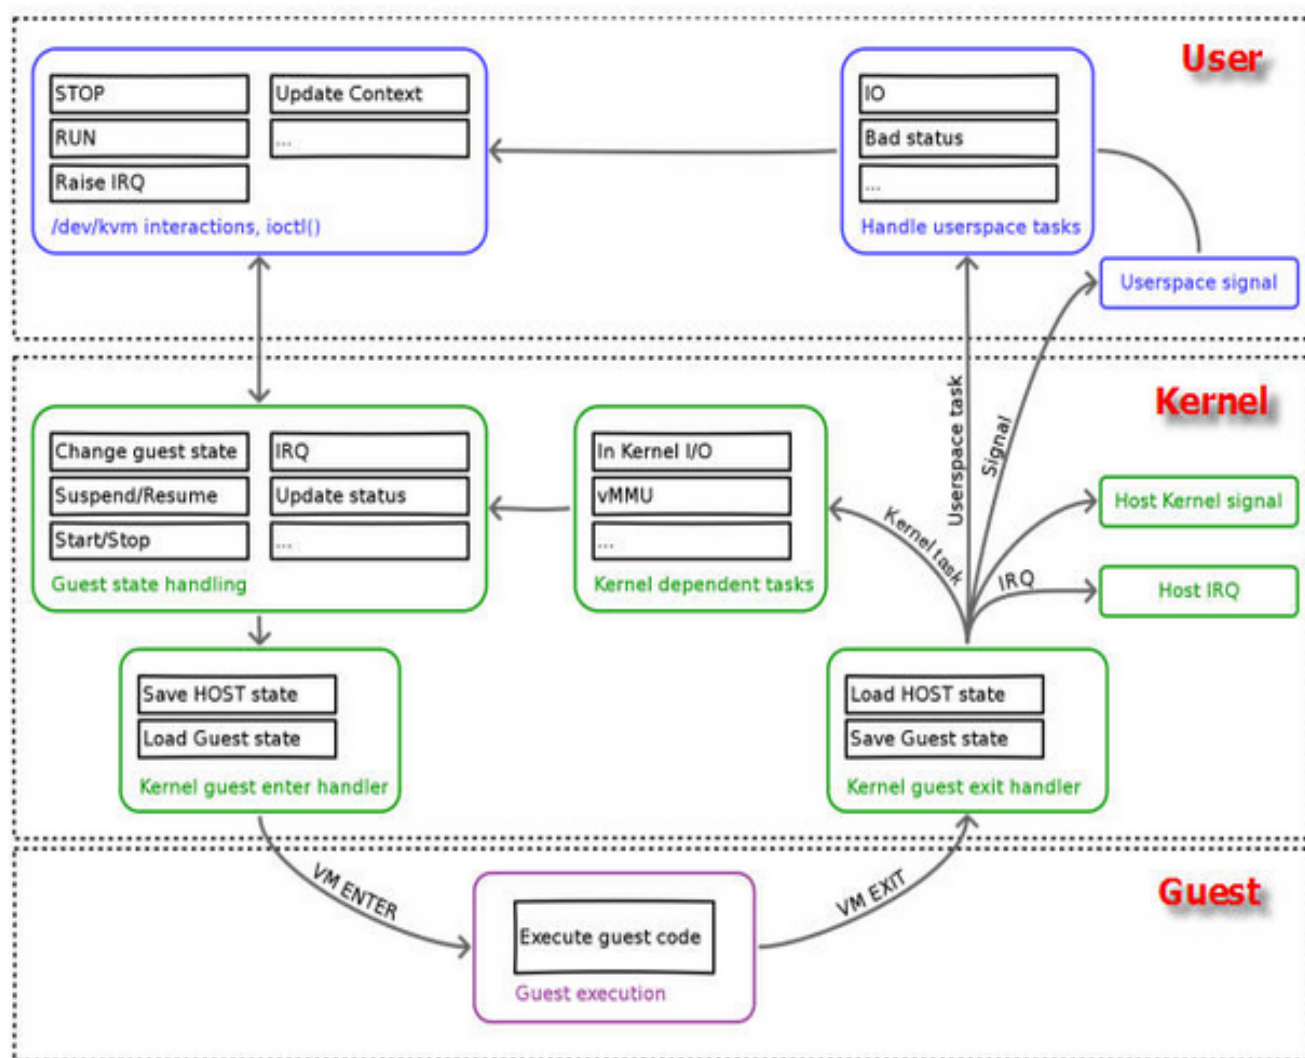 User
STOP
Update Context
RUN
...
Raise IRQ
/dev/kvm interactions, ioctl()
IO
Bad status
...
Handle userspace tasks
Userspace signal
Kernel
Change guest state
IRQ
Suspend/Resume
Update status
Start/Stop
...
Guest state handling
In Kernel I/O
vMMU
...
Kernel dependent tasks
Kernel task
Userspace task
Signal
IRQ
Host Kernel signal
Host IRQ
Save HOST state
Load Guest state
Kernel guest enter handler
Load HOST state
Save Guest state
Kernel guest exit handler
Guest
VM ENTER
Execute guest code
Guest execution
VM EXIT